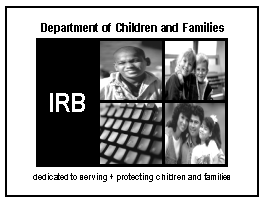 Department of Children and Families
IRB
dedicated to serving + protecting children and families